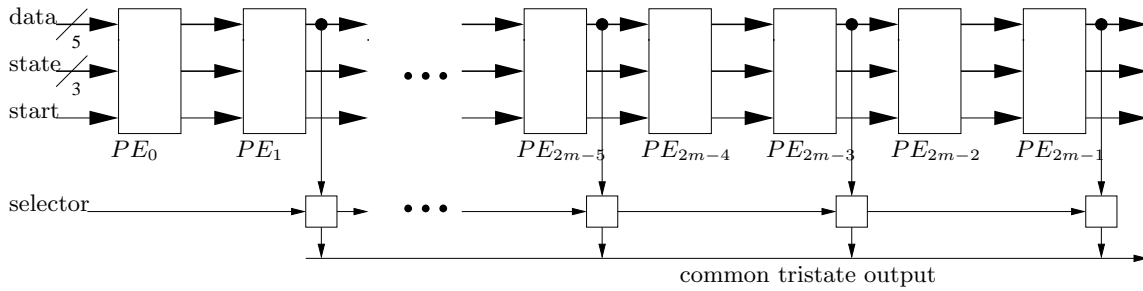 data
5
state
3
start
• • •
PE₀ PE₁ PE₂ₘ₋₅ PE₂ₘ₋₄ PE₂ₘ₋₃ PE₂ₘ₋₂ PE₂ₘ₋₁
selector
• • •
common tristate output